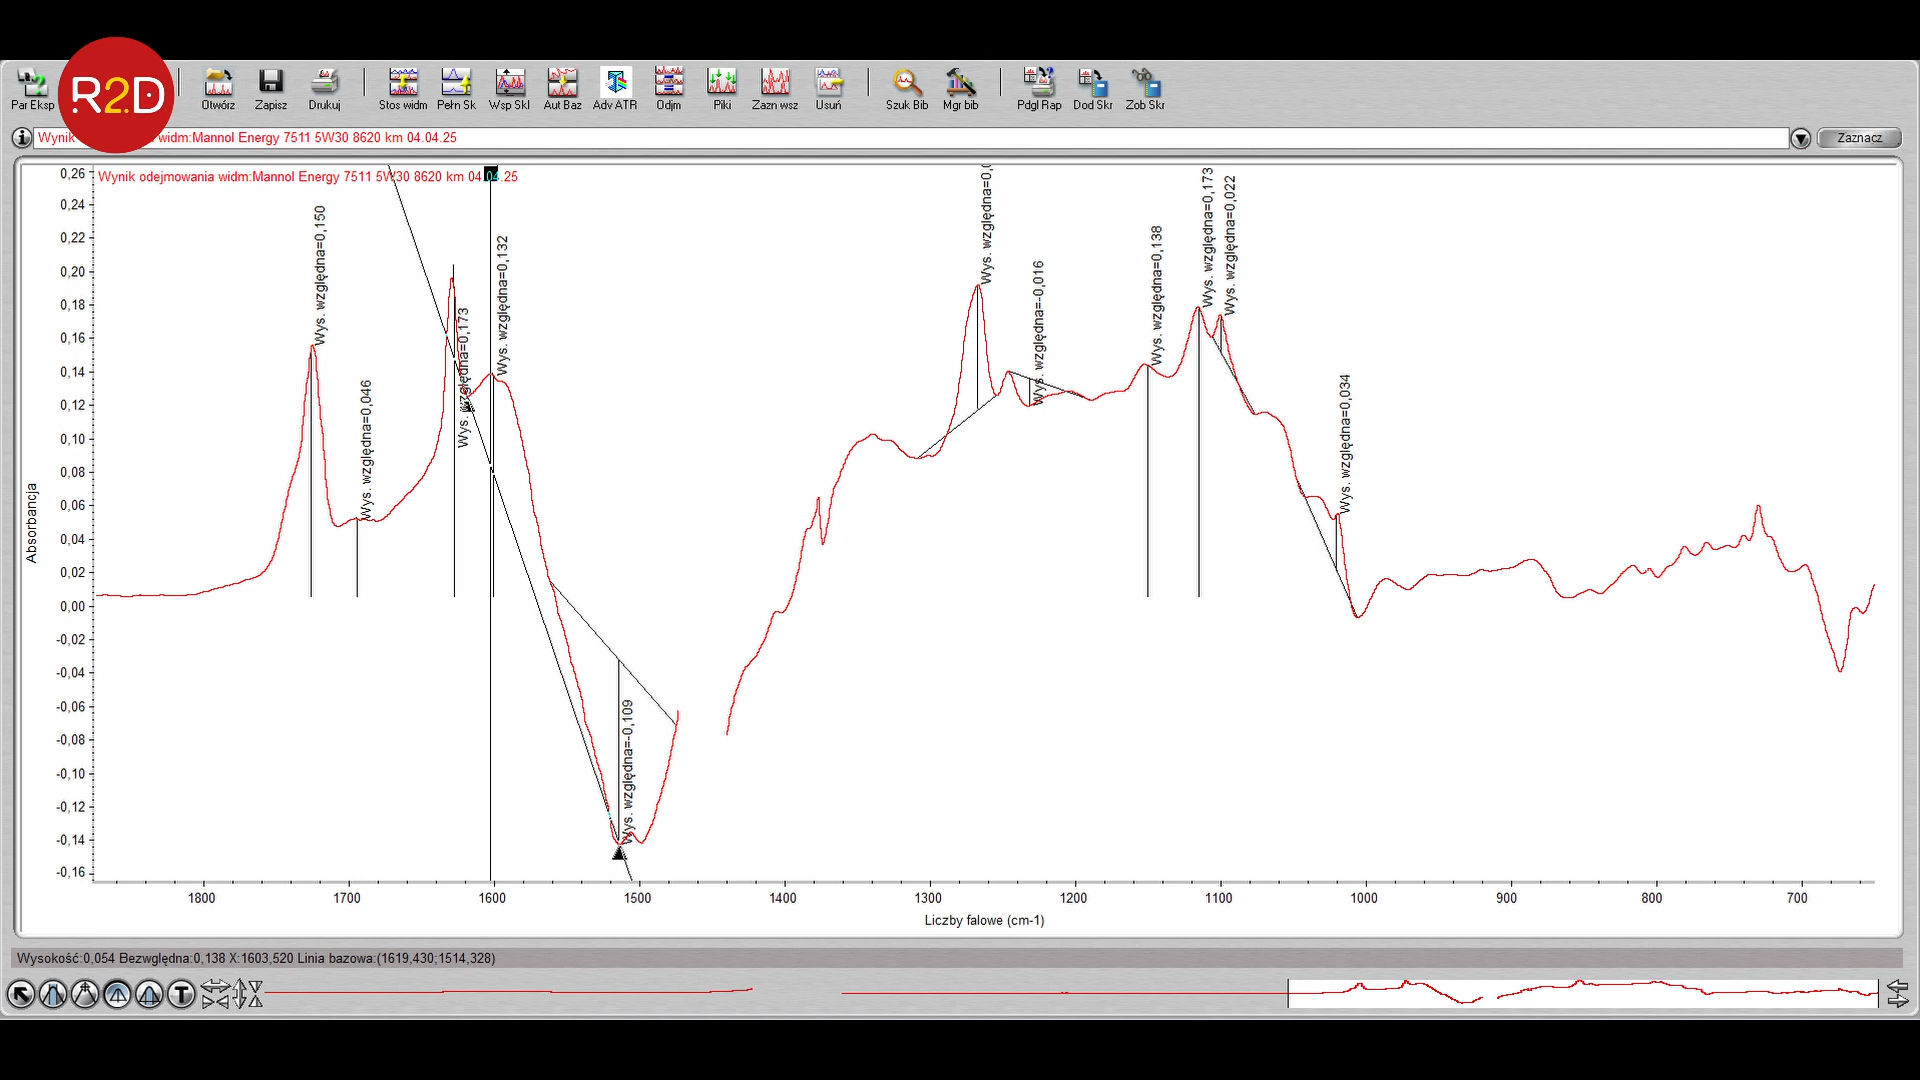 R2D
Par Eksp
Otwórz
Zapisz
Drukuj
Stos widm
Pełn Sk
Wsp Skl
Aut Baz
Adv ATR
Odjm
Piki
Zazn wsz
Usuń
Szuk Bib
Mgr bib
Pdgl Rap
Dod Skr
Zob Skr
Wynik widm:Mannol Energy 7511 5W30 8620 km 04.04.25
Zaznacz
Wynik odejmowania widm:Mannol Energy 7511 5W30 8620 km 04.04.25
Absorbancja
0,26
0,24
0,22
0,20
0,18
0,16
0,14
0,12
0,10
0,08
0,06
0,04
0,02
0,00
-0,02
-0,04
-0,06
-0,08
-0,10
-0,12
-0,14
-0,16
Wys. względna=0,150
Wys. względna=0,046
Wys. względna=0,173
Wys. względna=0,132
Wys. względna=-0,109
Wys. względna=0,
Wys. względna=-0,016
Wys. względna=0,138
Wys. względna=0,173
Wys. względna=0,022
Wys. względna=0,034
1800 1700 1600 1500 1400 1300 1200 1100 1000 900 800 700
Liczby falowe (cm-1)
Wysokość:0,054 Bezwględna:0,138 X:1603,520 Linia bazowa:(1619,430;1514,328)
T